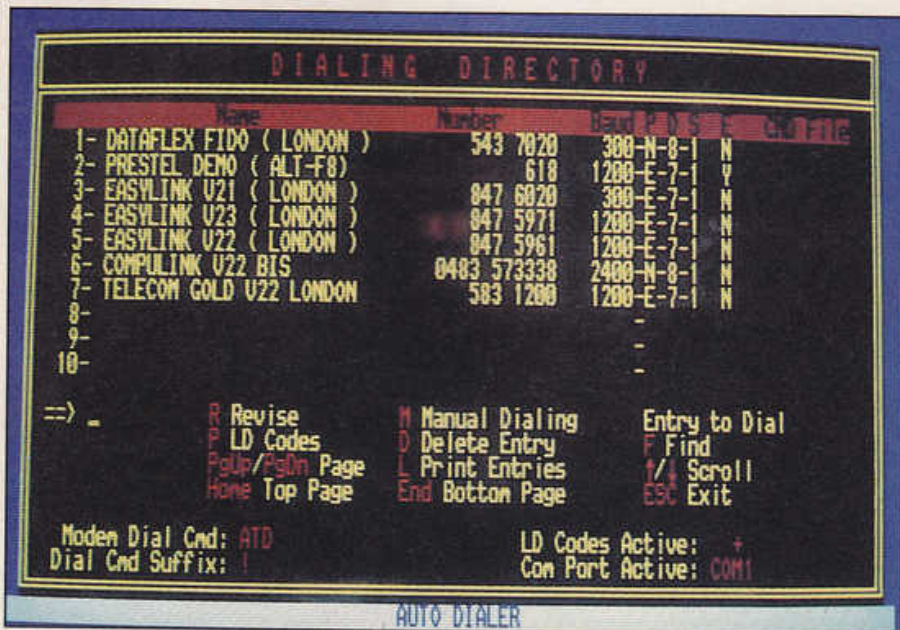 DIALING DIRECTORY
Name Number Baud P D S E CMD File
1- DATAFLEX FIDO ( LONDON ) 543 7020 300-N-8-1 N
2- PRESTEL DEMO ( ALT-F8) 618 1200-E-7-1 Y
3- EASYLINK V21 ( LONDON ) 847 6020 300-E-7-1 N
4- EASYLINK V23 ( LONDON ) 847 5971 1200-E-7-1 N
5- EASYLINK V22 ( LONDON ) 847 5961 1200-E-7-1 N
6- COMPULINK V22 BIS 0483 573338 2400-N-8-1 N
7- TELECOM GOLD V22 LONDON 583 1200 1200-E-7-1 N
8- -
9- -
10- -
==> _ R Revise M Manual Dialing Entry to Dial
P LD Codes D Delete Entry F Find
PgUp/PgDn Page L Print Entries ↑/↓ Scroll
Home Top Page End Bottom Page ESC Exit
Modem Dial Cmd: ATD LD Codes Active: +
Dial Cmd Suffix: ! Com Port Active: COM1
AUTO DIALER